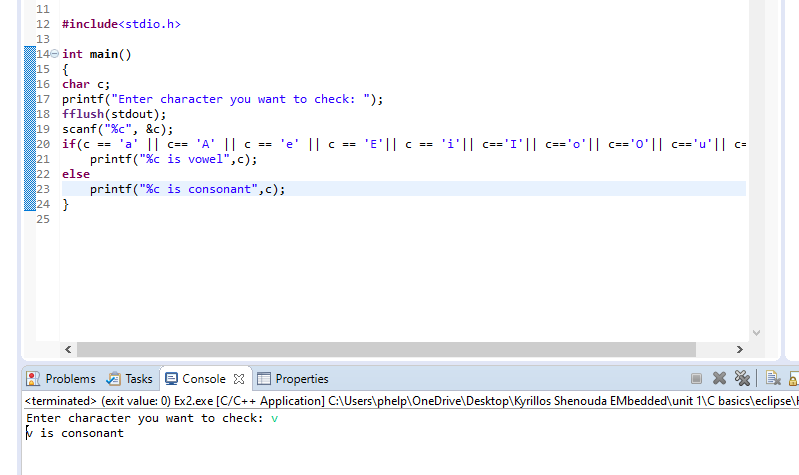 11
12 #include<stdio.h>
13
14 int main()
15 {
16 char c;
17 printf("Enter character you want to check: ");
18 fflush(stdout);
19 scanf("%c", &c);
20 if(c == 'a' || c== 'A' || c == 'e' || c == 'E'|| c == 'i'|| c=='I'|| c=='o'|| c=='O'|| c=='u'|| c=
21 printf("%c is vowel",c);
22 else
23 printf("%c is consonant",c);
24 }
25
Problems Tasks Console Properties
<terminated> (exit value: 0) Ex2.exe [C/C++ Application] C:\Users\phelp\OneDrive\Desktop\Kyrillos Shenouda EMbedded\unit 1\C basics\eclipse\
Enter character you want to check: v
v is consonant